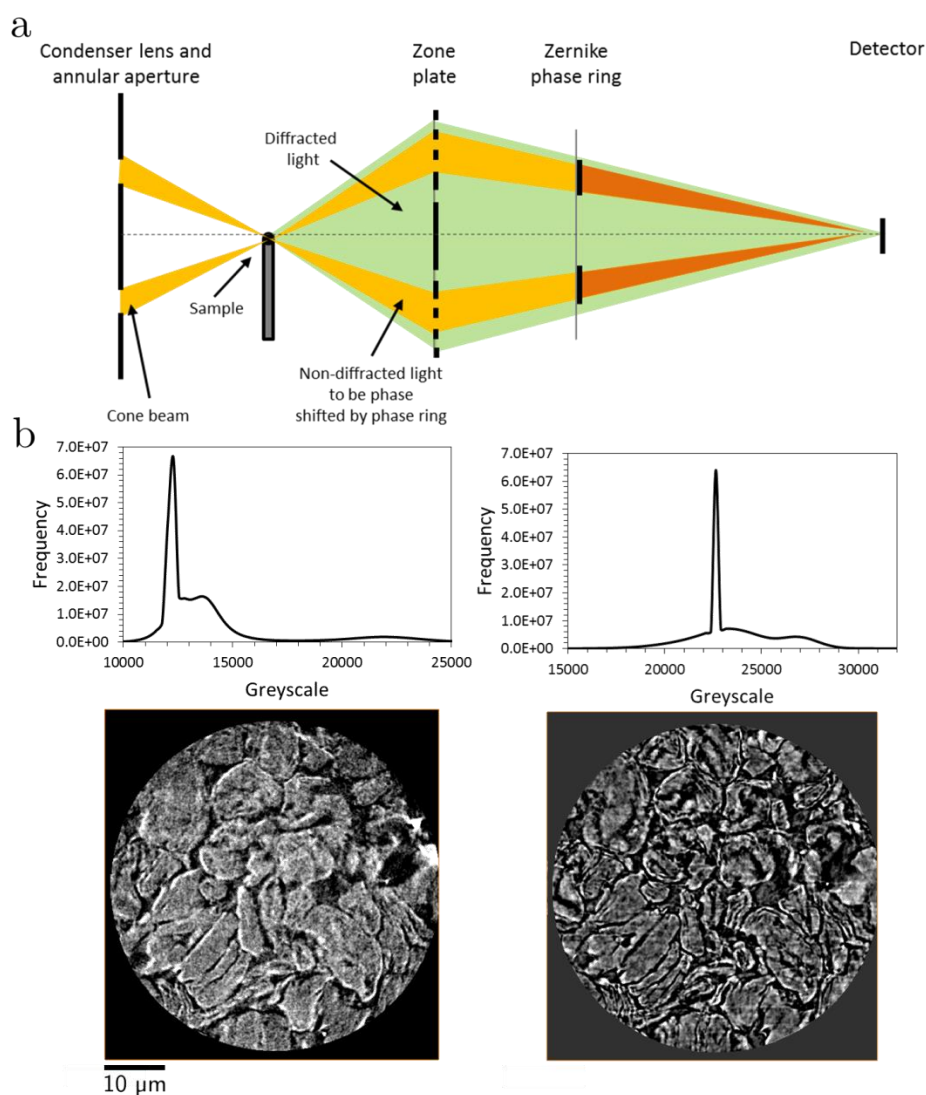 a
Condenser lens and
annular aperture
Zone
plate
Zernike
phase ring
Detector
Diffracted
light
Sample
Cone beam
Non-diffracted light
to be phase
shifted by phase ring
b
7.0E+07
6.0E+07
5.0E+07
4.0E+07
3.0E+07
2.0E+07
1.0E+07
0.0E+00
Frequency
10000 15000 20000 25000
Greyscale
7.0E+07
6.0E+07
5.0E+07
4.0E+07
3.0E+07
2.0E+07
1.0E+07
0.0E+00
Frequency
15000 20000 25000 30000
Greyscale
10 µm